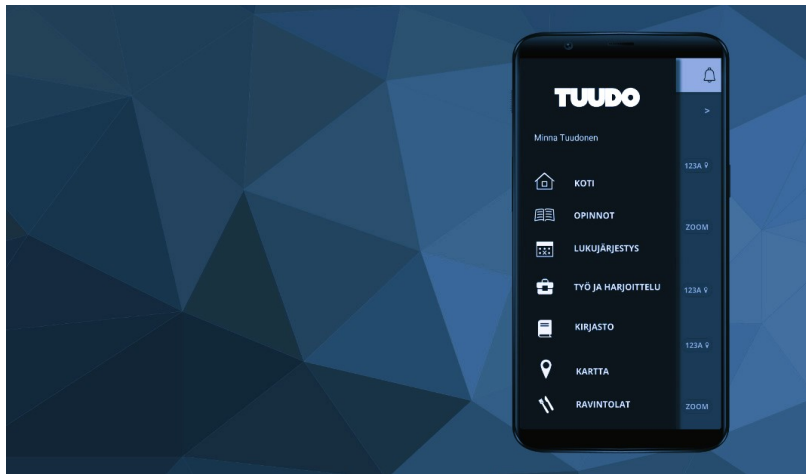 TUUDO
Minna Tuudonen
>
123A
KOTI
OPINNOT
ZOOM
LUKUJÄRJESTYS
TYÖ JA HARJOITTELU
123A
KIRJASTO
123A
KARTTA
RAVINTOLAT
ZOOM